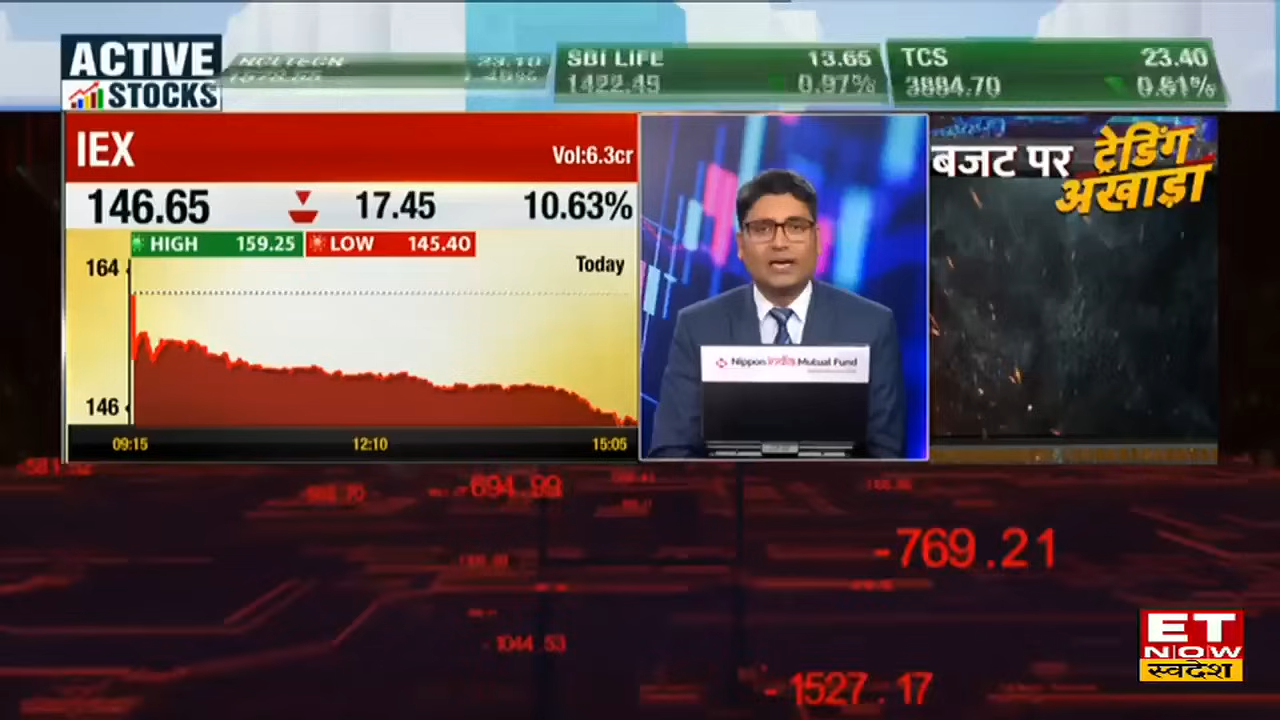 ACTIVE
STOCKS
SBI LIFE 13.65
1422.45 0.97%
TCS 23.40
3884.70 0.61%
IEX
Vol:6.3cr
146.65 17.45 10.63%
HIGH 159.25 LOW 145.40
Today
164
146
09:15 12:10 15:05
Nippon india Mutual Fund
बजट पर ट्रेडिंग
अखाड़ा
-694.99
-769.21
-1044.53
-1527.17
ET
NOW
स्वदेश